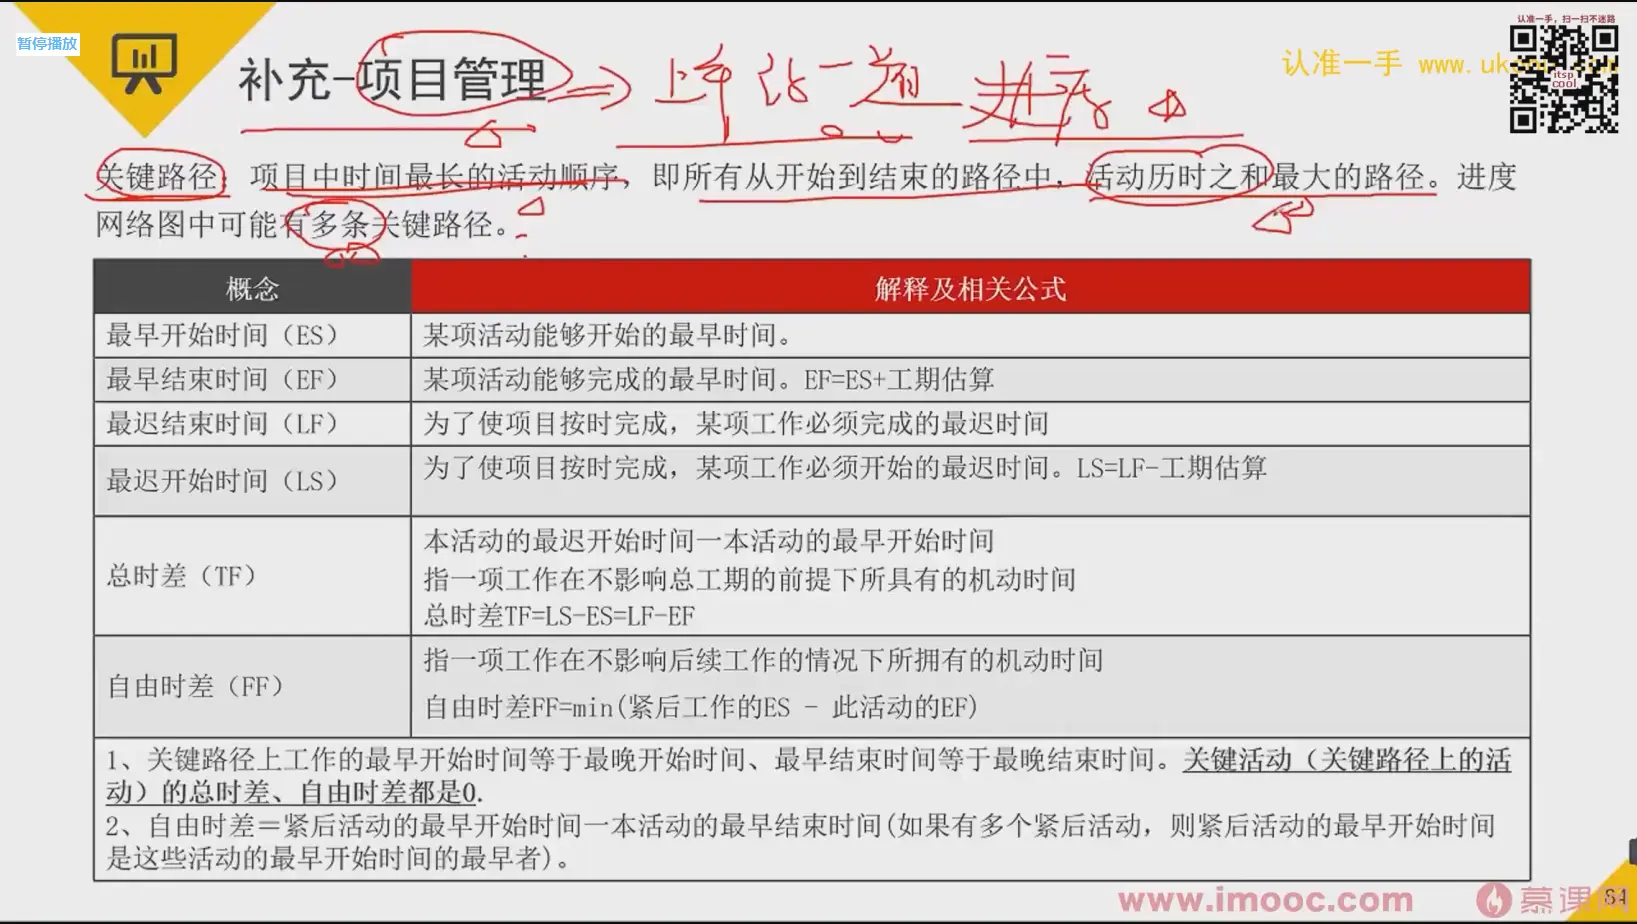 认准一手，扫一扫不迷路
暂停播放
补充-项目管理
认准一手 www.uk
itsp
cool
关键路径：项目中时间最长的活动顺序，即所有从开始到结束的路径中，活动历时之和最大的路径。进度
网络图中可能有多条关键路径。
概念 解释及相关公式
最早开始时间（ES） 某项活动能够开始的最早时间。
最早结束时间（EF） 某项活动能够完成的最早时间。EF=ES+工期估算
最迟结束时间（LF） 为了使项目按时完成，某项工作必须完成的最迟时间
最迟开始时间（LS） 为了使项目按时完成，某项工作必须开始的最迟时间。LS=LF-工期估算
总时差（TF） 本活动的最迟开始时间一本活动的最早开始时间
指一项工作在不影响总工期的前提下所具有的机动时间
总时差TF=LS-ES=LF-EF
自由时差（FF） 指一项工作在不影响后续工作的情况下所拥有的机动时间
自由时差FF=min(紧后工作的ES - 此活动的EF)
1、关键路径上工作的最早开始时间等于最晚开始时间、最早结束时间等于最晚结束时间。关键活动（关键路径上的活
动）的总时差、自由时差都是0.
2、自由时差＝紧后活动的最早开始时间一本活动的最早结束时间(如果有多个紧后活动，则紧后活动的最早开始时间
是这些活动的最早开始时间的最早者)。
www.imooc.com 慕课网